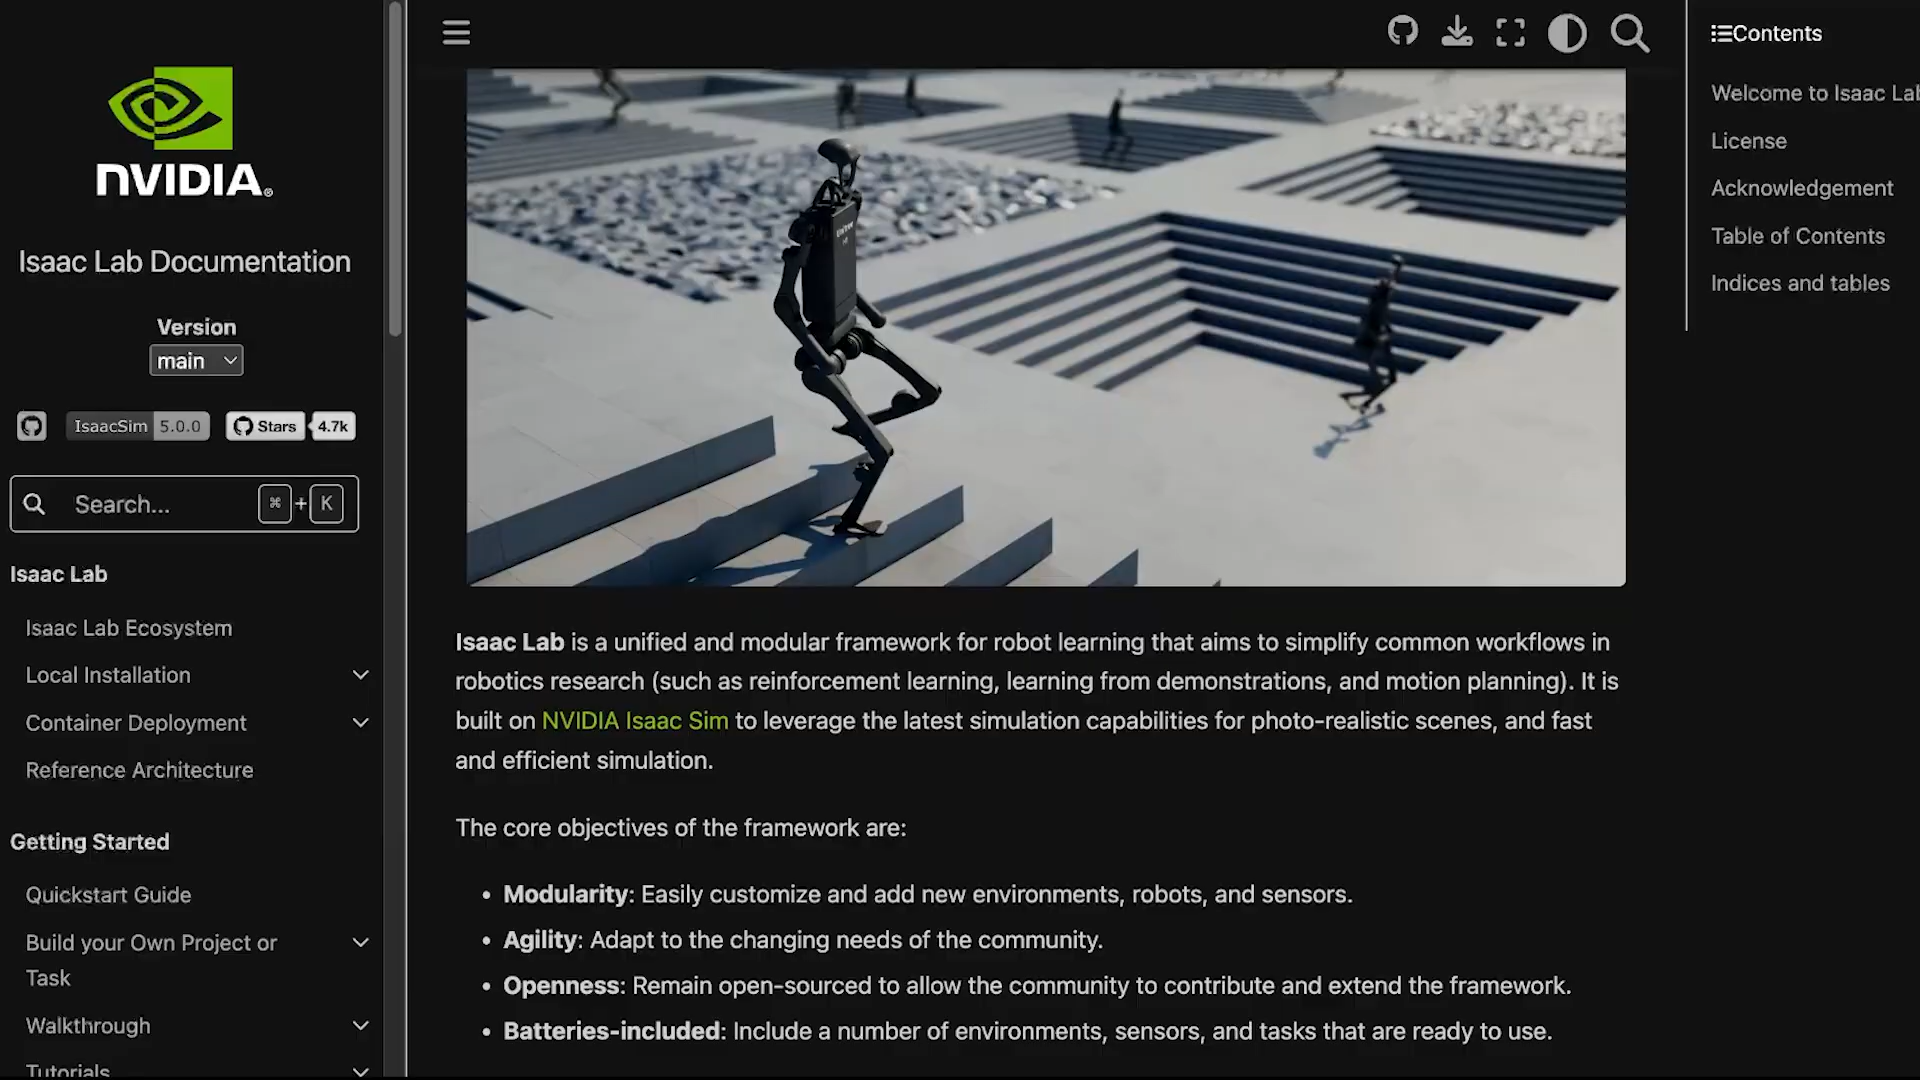 NVIDIA®
Isaac Lab Documentation
Version
main
IsaacSim 5.0.0
Stars 4.7k
Search... ⌘ + K
Isaac Lab
Isaac Lab Ecosystem
Local Installation
Container Deployment
Reference Architecture
Getting Started
Quickstart Guide
Build your Own Project or
Task
Walkthrough
Tutorials
Isaac Lab is a unified and modular framework for robot learning that aims to simplify common workflows in
robotics research (such as reinforcement learning, learning from demonstrations, and motion planning). It is
built on NVIDIA Isaac Sim to leverage the latest simulation capabilities for photo-realistic scenes, and fast
and efficient simulation.
The core objectives of the framework are:
• Modularity: Easily customize and add new environments, robots, and sensors.
• Agility: Adapt to the changing needs of the community.
• Openness: Remain open-sourced to allow the community to contribute and extend the framework.
• Batteries-included: Include a number of environments, sensors, and tasks that are ready to use.
Contents
Welcome to Isaac Lab
License
Acknowledgement
Table of Contents
Indices and tables